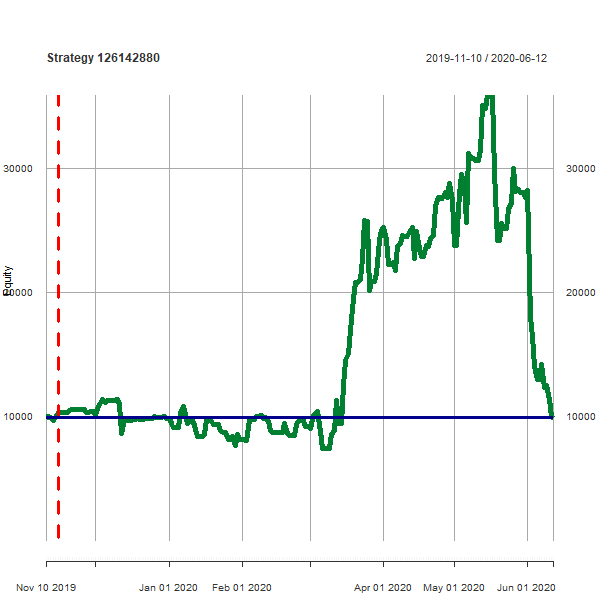 Strategy 126142880
2019-11-10 / 2020-06-12
30000
30000
Equity
20000
20000
10000
10000
Nov 10 2019
Jan 01 2020
Feb 01 2020
Apr 01 2020
May 01 2020
Jun 01 2020